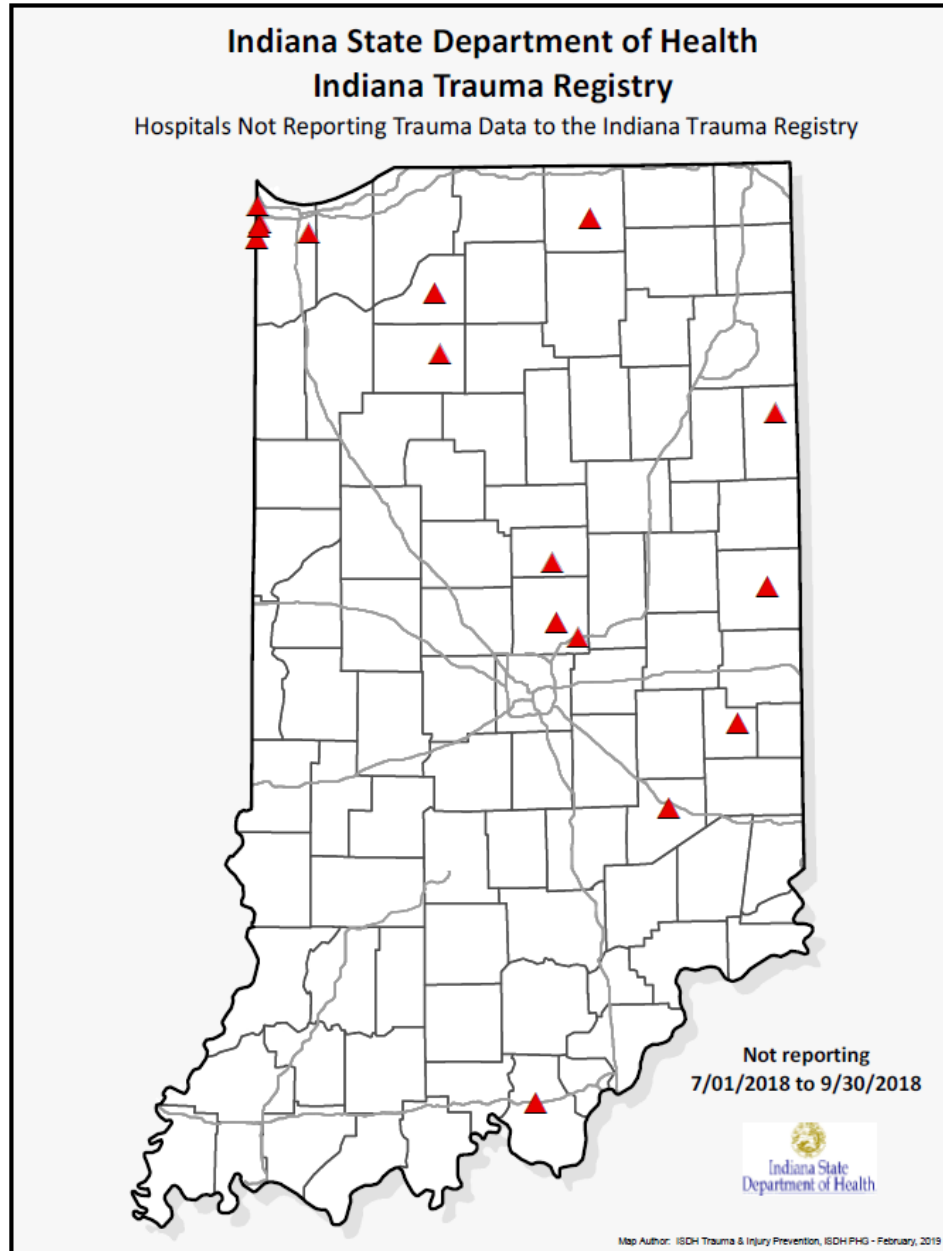 Indiana State Department of Health
Indiana Trauma Registry
Hospitals Not Reporting Trauma Data to the Indiana Trauma Registry
Not reporting
7/01/2018 to 9/30/2018
Indiana State
Department of Health
Map Author: ISDH Trauma & Injury Prevention, ISDH PHG - February, 2019